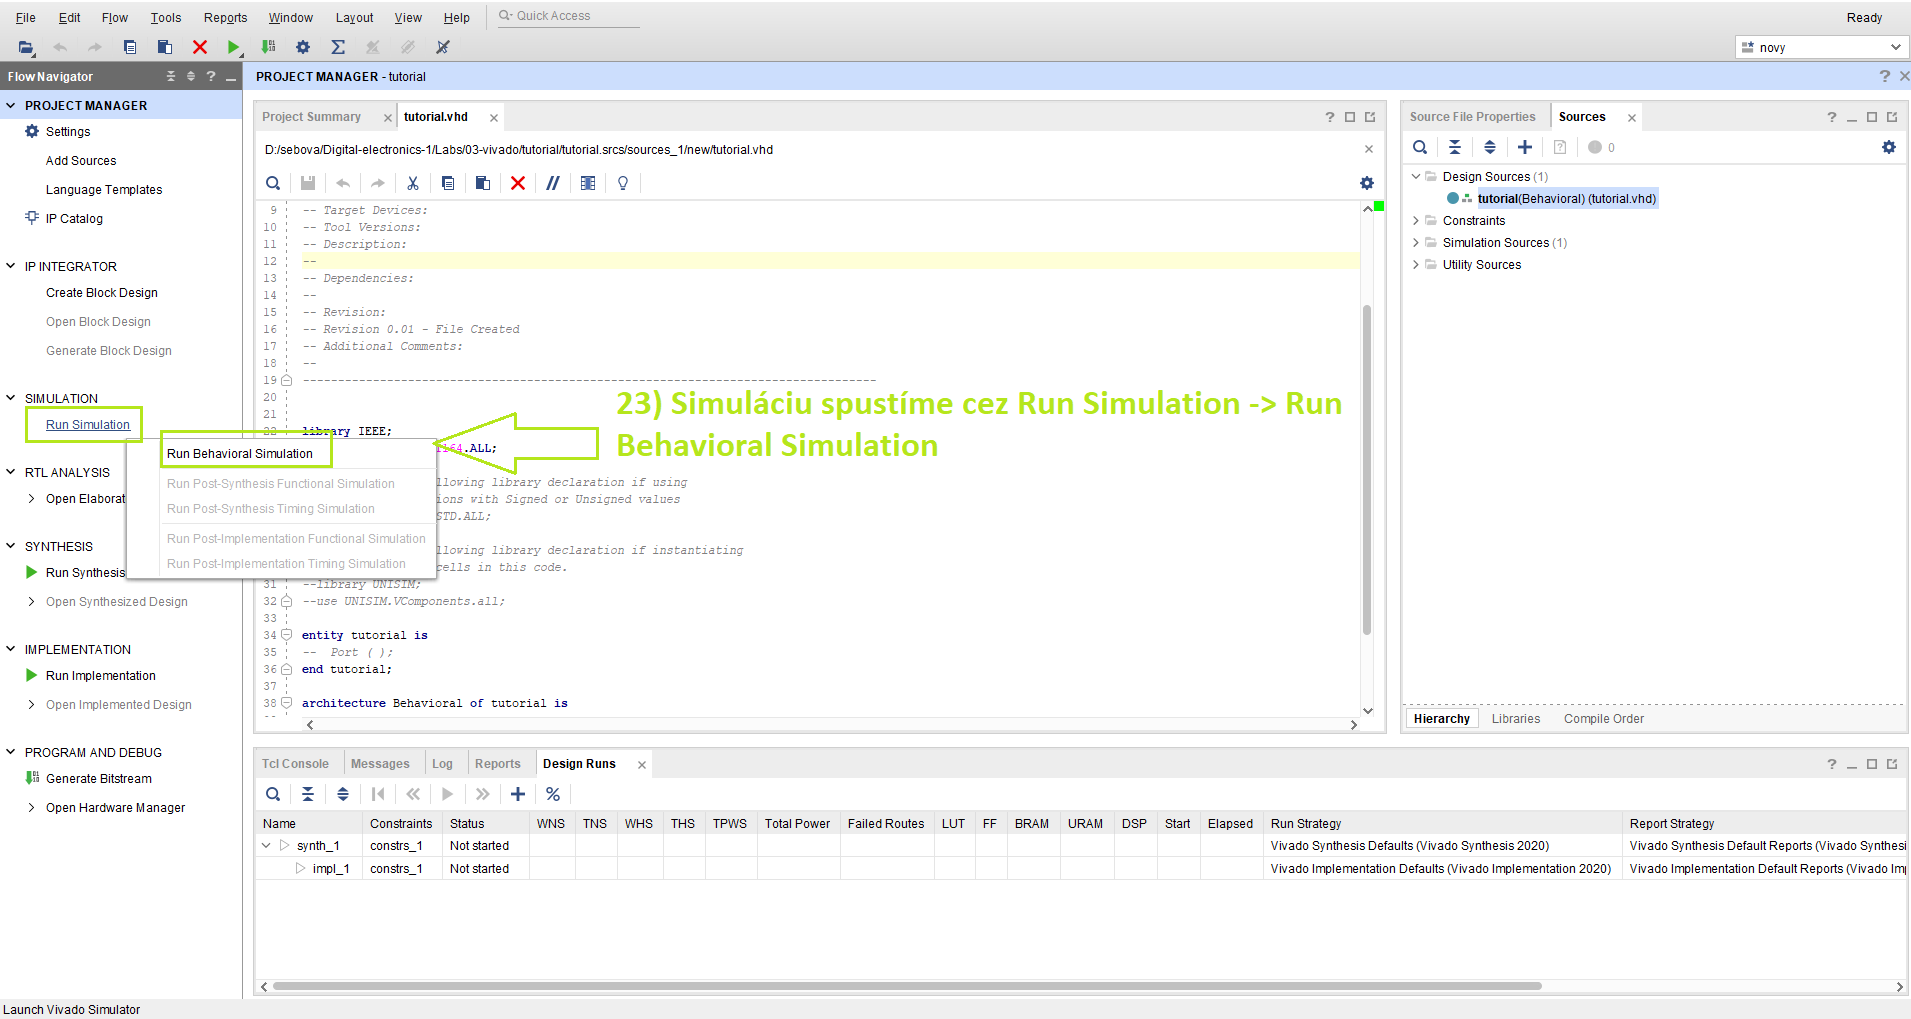 File Edit Flow Tools Reports Window Layout View Help Quick Access Ready
novy
Flow Navigator ? _
PROJECT MANAGER - tutorial ? ×
PROJECT MANAGER
Settings
Add Sources
Language Templates
IP Catalog
IP INTEGRATOR
Create Block Design
Open Block Design
Generate Block Design
SIMULATION
Run Simulation
Run Behavioral Simulation
Run Post-Synthesis Functional Simulation
Run Post-Synthesis Timing Simulation
Run Post-Implementation Functional Simulation
Run Post-Implementation Timing Simulation
RTL ANALYSIS
Open Elaborat
SYNTHESIS
Run Synthesis
Open Synthesized Design
IMPLEMENTATION
Run Implementation
Open Implemented Design
PROGRAM AND DEBUG
Generate Bitstream
Open Hardware Manager
Project Summary × tutorial.vhd ×
D:/sebova/Digital-electronics-1/Labs/03-vivado/tutorial/tutorial.srcs/sources_1/new/tutorial.vhd
9 -- Target Devices:
10 -- Tool Versions:
11 -- Description:
12 --
13 -- Dependencies:
14 --
15 -- Revision:
16 -- Revision 0.01 - File Created
17 -- Additional Comments:
18 --
19 ----------------------------------------------------------------------------------
20
21
22 library IEEE;
1164.ALL;
llowing library declaration if using
ions with Signed or Unsigned values
STD.ALL;
llowing library declaration if instantiating
cells in this code.
31 --library UNISIM;
32 --use UNISIM.VComponents.all;
33
34 entity tutorial is
35 -- Port ( );
36 end tutorial;
37
38 architecture Behavioral of tutorial is
23) Simuláciu spustíme cez Run Simulation -> Run
Behavioral Simulation
Source File Properties Sources ×
0
Design Sources (1)
tutorial(Behavioral) (tutorial.vhd)
Constraints
Simulation Sources (1)
Utility Sources
Hierarchy Libraries Compile Order
Tcl Console Messages Log Reports Design Runs ×
Name Constraints Status WNS TNS WHS THS TPWS Total Power Failed Routes LUT FF BRAM URAM DSP Start Elapsed Run Strategy Report Strategy
synth_1 constrs_1 Not started Vivado Synthesis Defaults (Vivado Synthesis 2020) Vivado Synthesis Default Reports (Vivado Synthesi
impl_1 constrs_1 Not started Vivado Implementation Defaults (Vivado Implementation 2020) Vivado Implementation Default Reports (Vivado Im
Launch Vivado Simulator